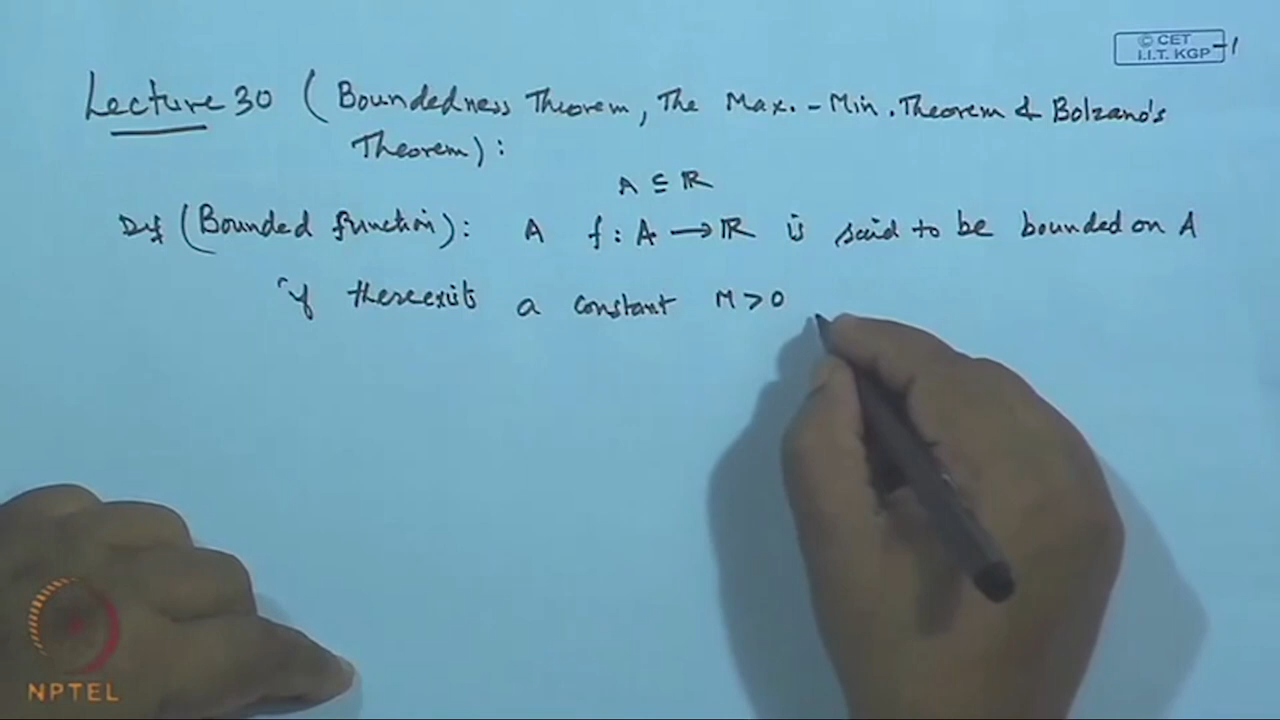 © CET
I.I.T. KGP -1
Lecture 30 ( Boundedness Theorem, The Max. - Min. Theorem & Bolzano's
Theorem) :
A ⊆ ℝ
Def (Bounded function): A f : A → ℝ is said to be bounded on A
if thereexits a constant M > 0
NPTEL